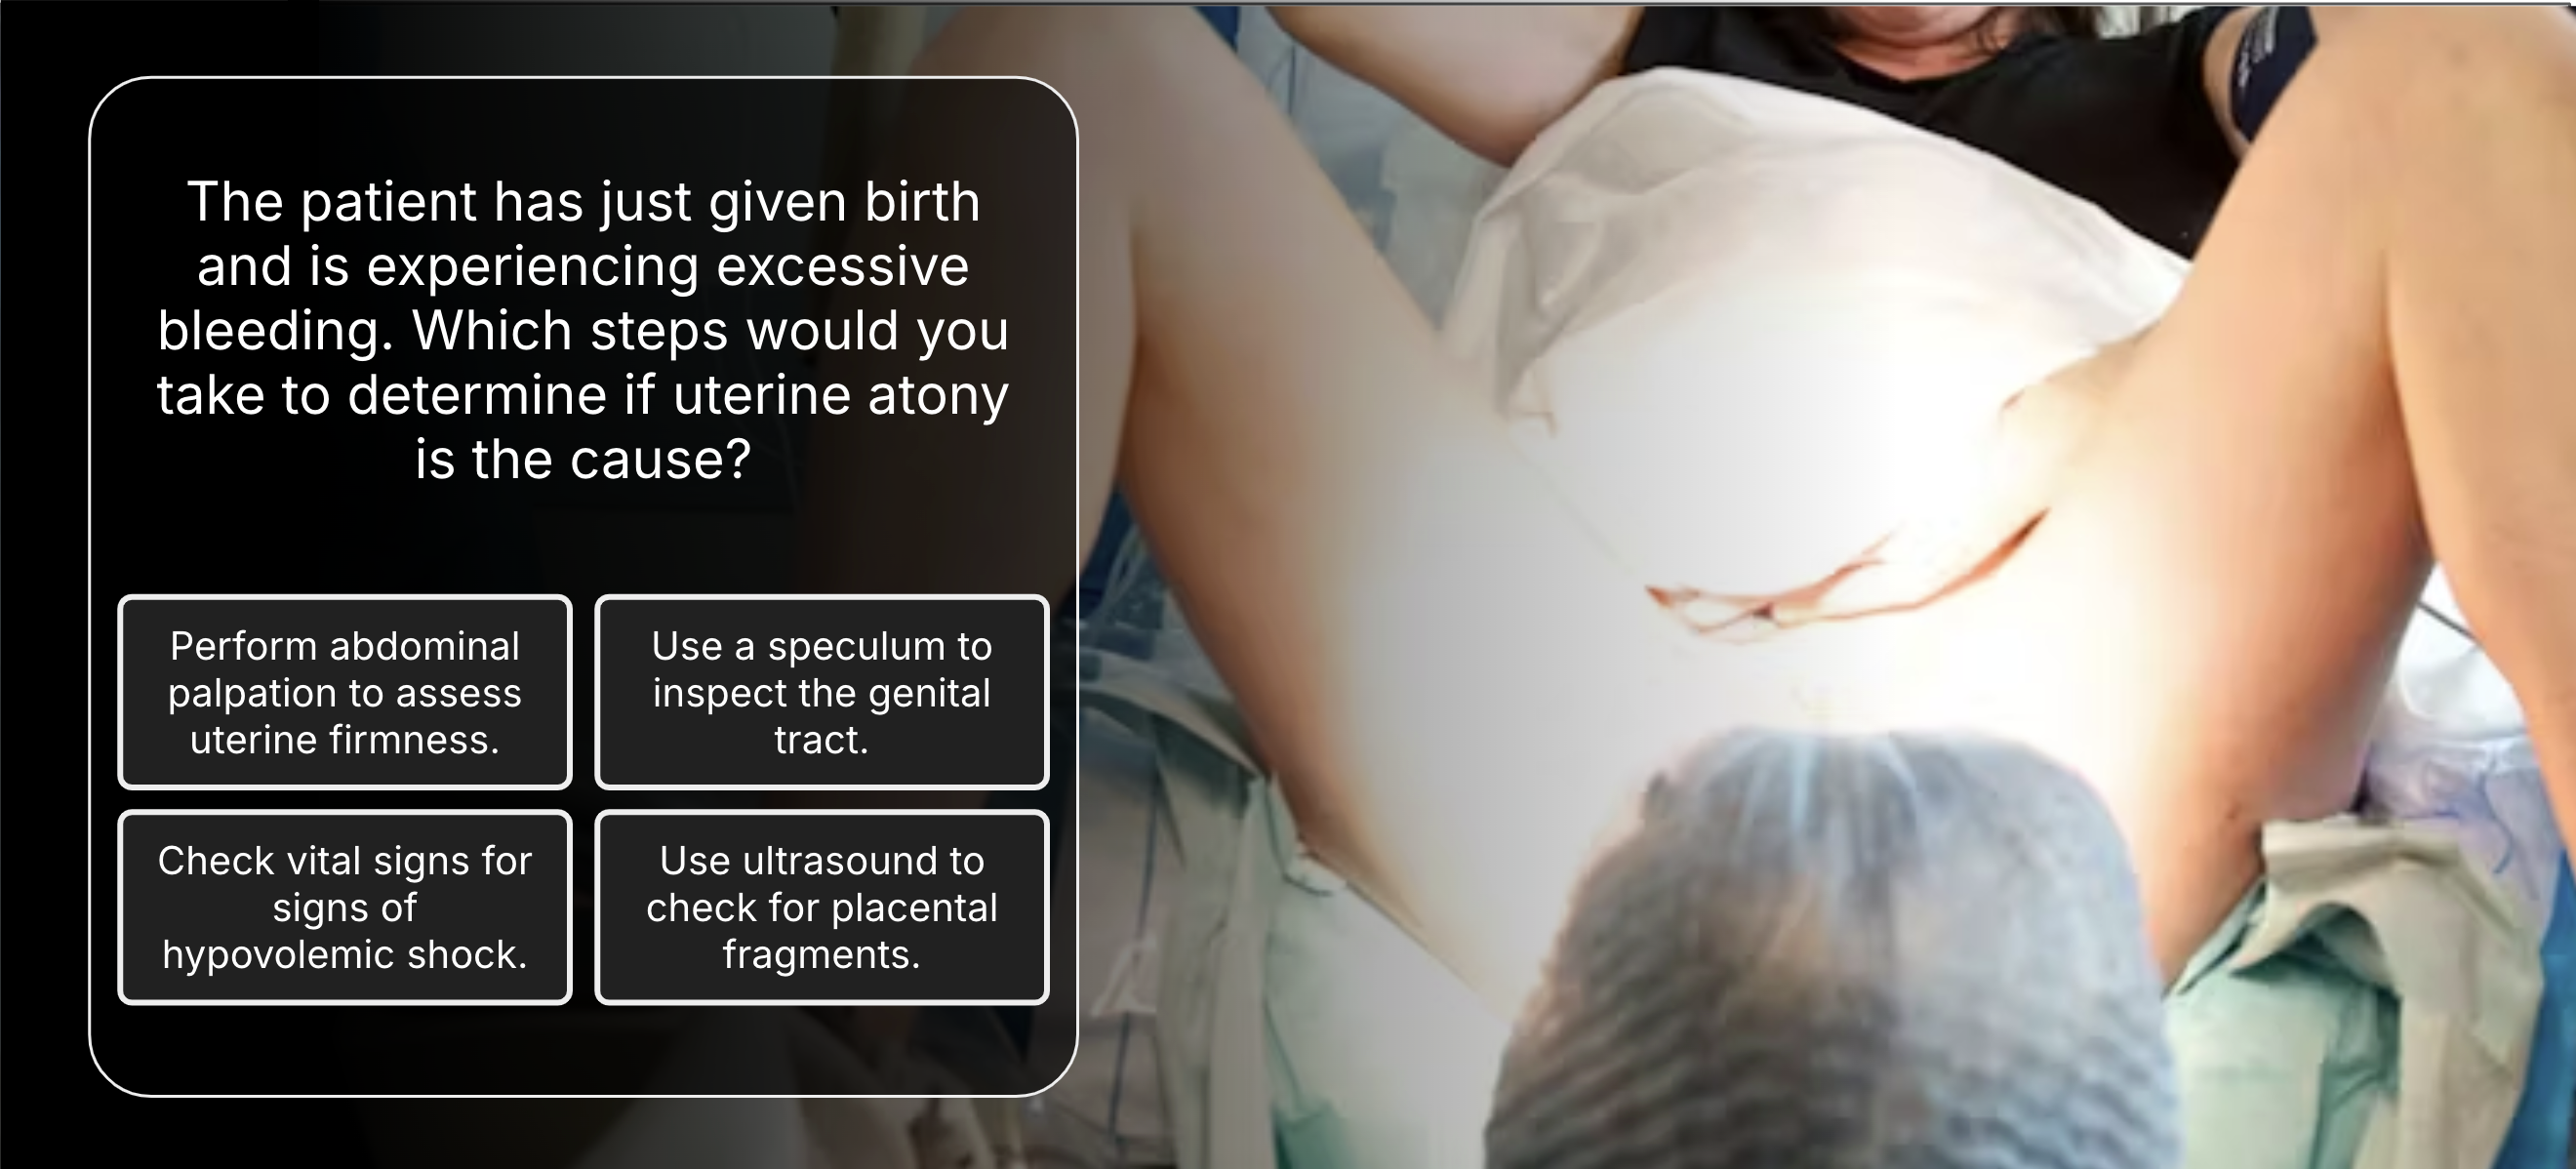 The patient has just given birth
and is experiencing excessive
bleeding. Which steps would you
take to determine if uterine atony
is the cause?
Perform abdominal
palpation to assess
uterine firmness.
Use a speculum to
inspect the genital
tract.
Check vital signs for
signs of
hypovolemic shock.
Use ultrasound to
check for placental
fragments.